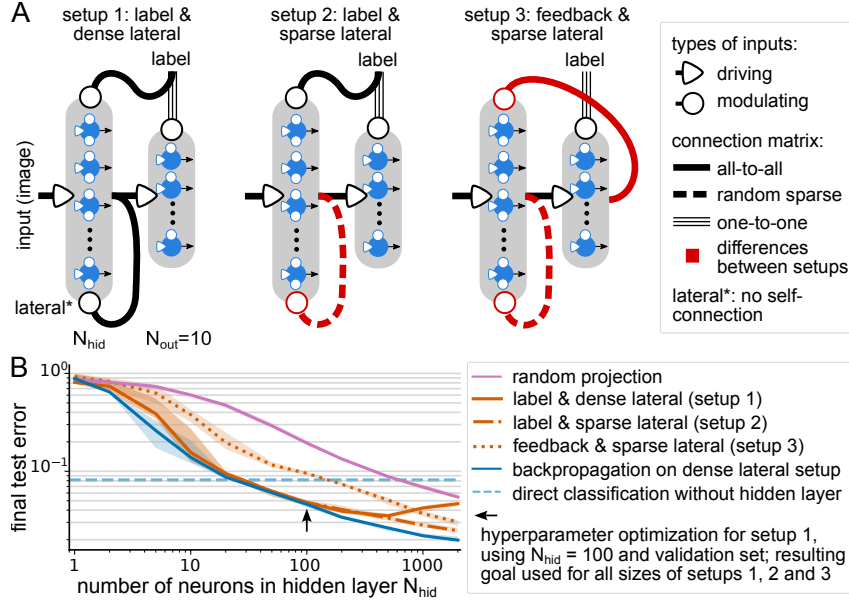 A
setup 1: label &
dense lateral
setup 2: label &
sparse lateral
setup 3: feedback &
sparse lateral
label
label
label
input (image)
lateral*
N_hid
N_out=10
types of inputs:
driving
modulating
connection matrix:
all-to-all
random sparse
one-to-one
differences
between setups
lateral*: no self-
connection
B
final test error
10^0
10^-1
1
10
100
1000
number of neurons in hidden layer N_hid
random projection
label & dense lateral (setup 1)
label & sparse lateral (setup 2)
feedback & sparse lateral (setup 3)
backpropagation on dense lateral setup
direct classification without hidden layer
hyperparameter optimization for setup 1,
using N_hid = 100 and validation set; resulting
goal used for all sizes of setups 1, 2 and 3